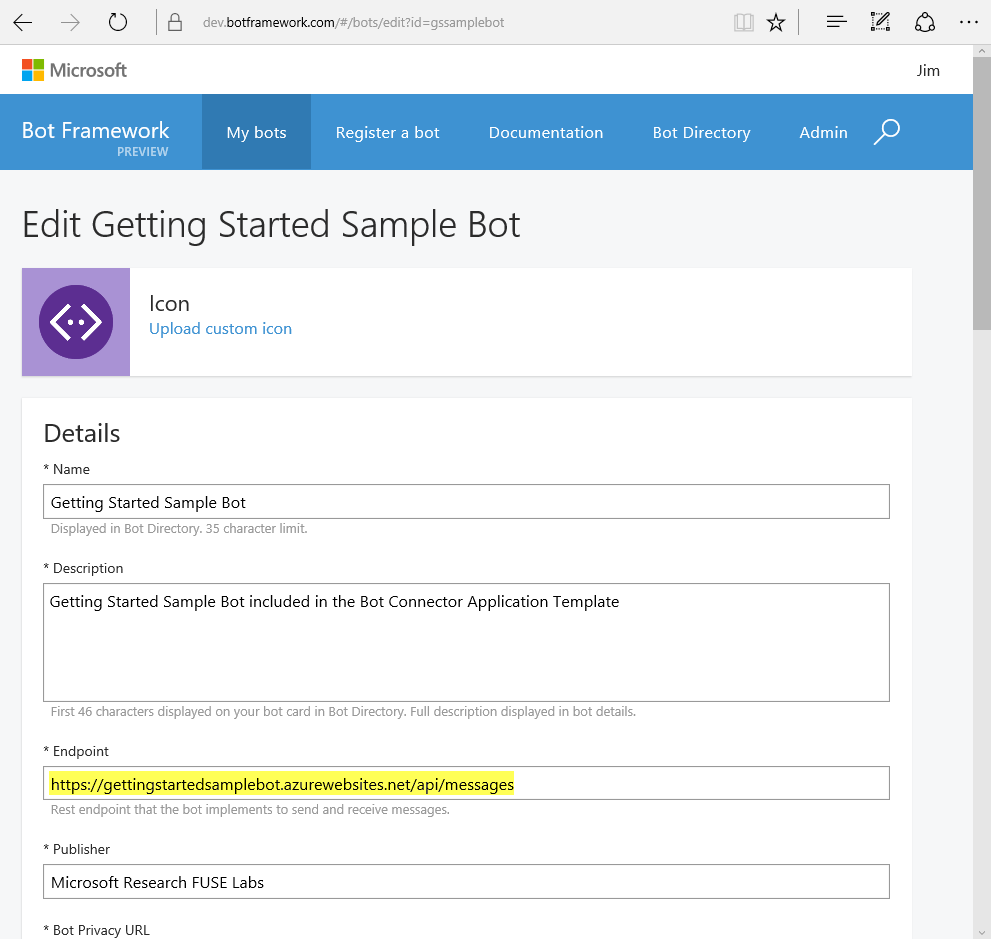 dev.botframework.com/#/bots/edit?id=gssamplebot
Microsoft
Jim
Bot Framework
PREVIEW
My bots
Register a bot
Documentation
Bot Directory
Admin
Edit Getting Started Sample Bot
Icon
Upload custom icon
Details
* Name
Getting Started Sample Bot
Displayed in Bot Directory. 35 character limit.
* Description
Getting Started Sample Bot included in the Bot Connector Application Template
First 46 characters displayed on your bot card in Bot Directory. Full description displayed in bot details.
* Endpoint
https://gettingstartedsamplebot.azurewebsites.net/api/messages
Rest endpoint that the bot implements to send and receive messages.
* Publisher
Microsoft Research FUSE Labs
* Bot Privacy URL